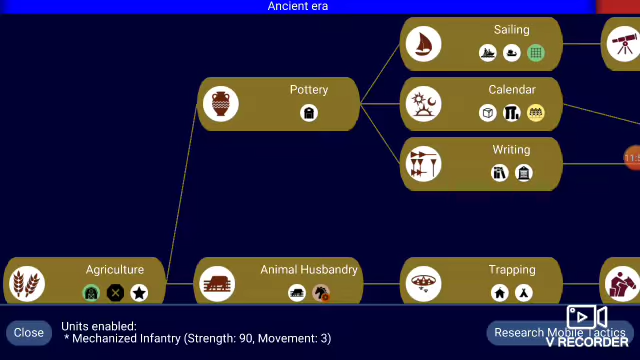 Ancient era
Sailing
Pottery
Calendar
Writing
Agriculture
Animal Husbandry
Trapping
Close
Units enabled:
* Mechanized Infantry (Strength: 90, Movement: 3)
Research Mobile Tactics
V RECORDER